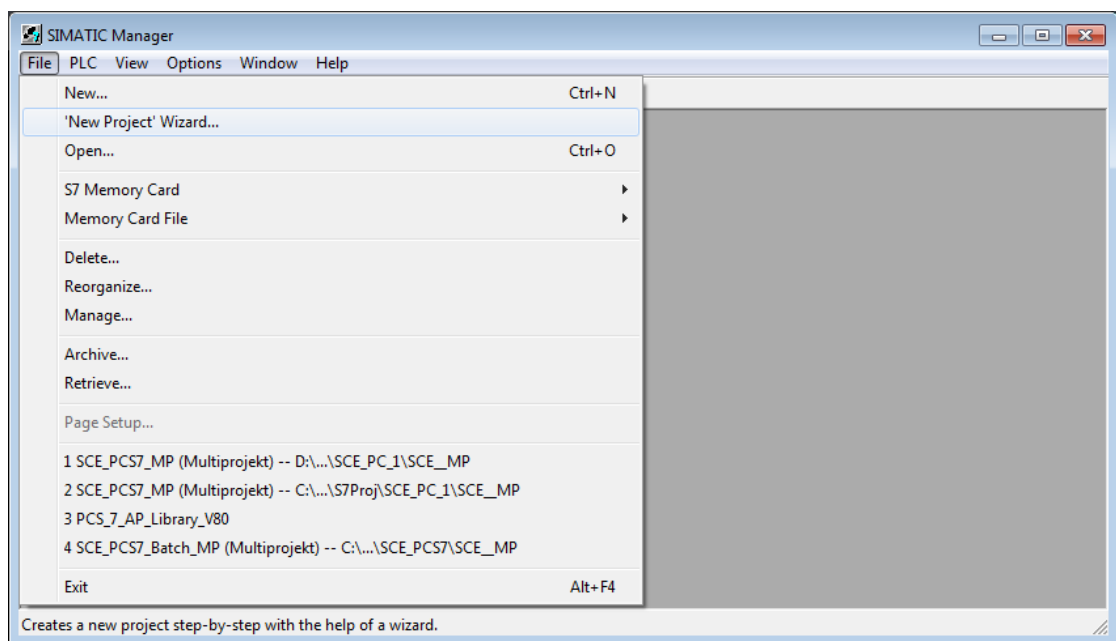 SIMATIC Manager
File PLC View Options Window Help
New... Ctrl+N
'New Project' Wizard...
Open... Ctrl+O
S7 Memory Card
Memory Card File
Delete...
Reorganize...
Manage...
Archive...
Retrieve...
Page Setup...
1 SCE_PCS7_MP (Multiprojekt) -- D:\...\SCE_PC_1\SCE__MP
2 SCE_PCS7_MP (Multiprojekt) -- C:\...\S7Proj\SCE_PC_1\SCE__MP
3 PCS_7_AP_Library_V80
4 SCE_PCS7_Batch_MP (Multiprojekt) -- C:\...\SCE_PCS7\SCE__MP
Exit Alt+F4
Creates a new project step-by-step with the help of a wizard.